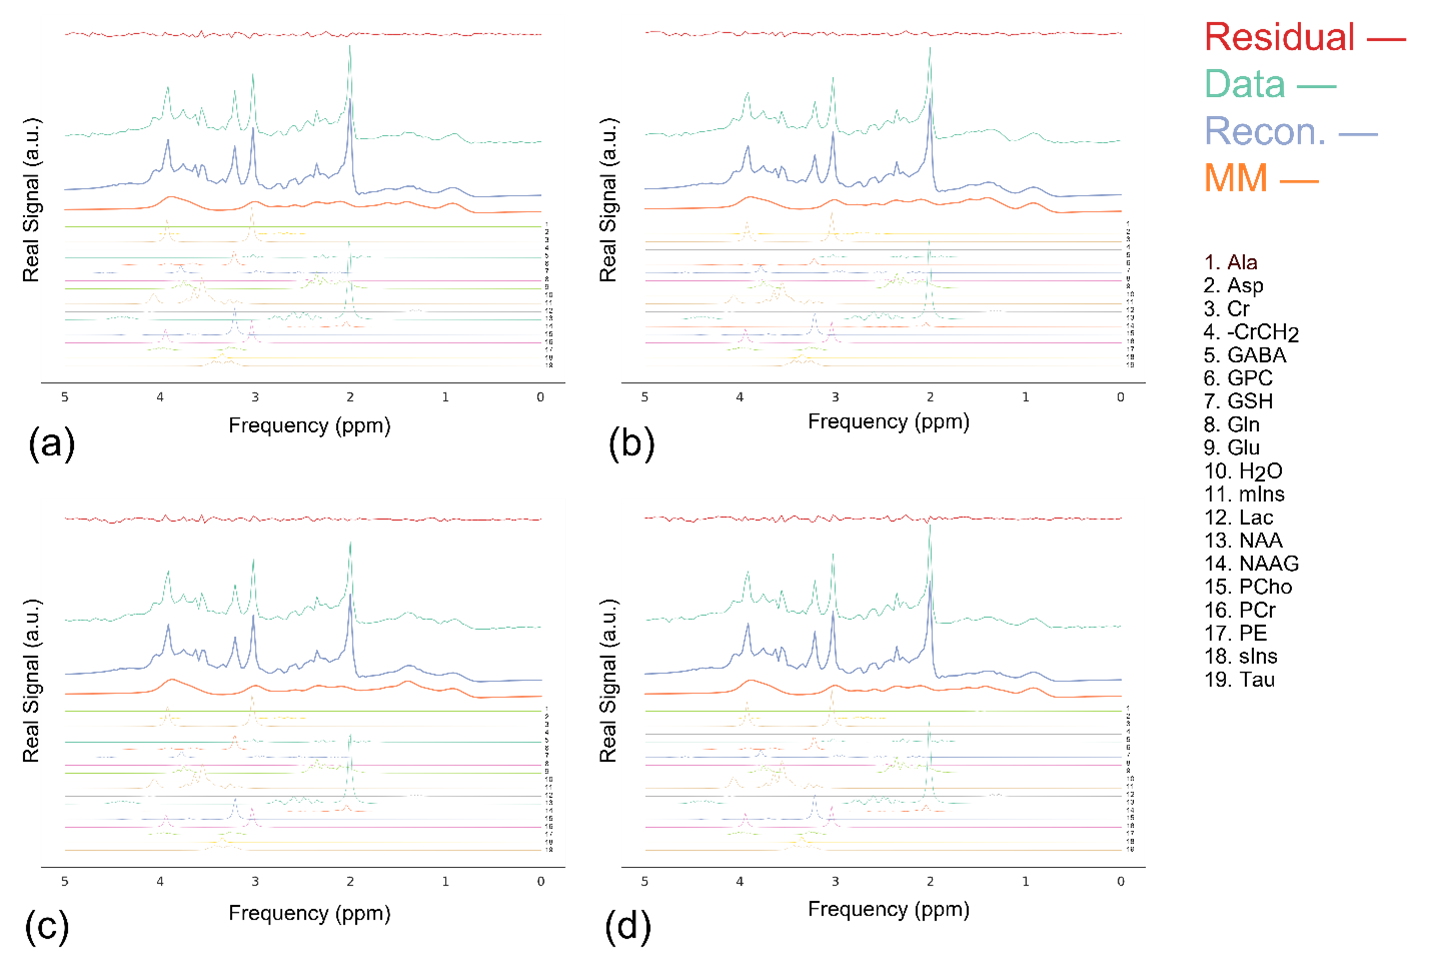 Residual —
Data —
Recon. —
MM —
Real Signal (a.u.)
5 4 3 2 1 0
Frequency (ppm)
(a)
Real Signal (a.u.)
5 4 3 2 1 0
Frequency (ppm)
(b)
Real Signal (a.u.)
5 4 3 2 1 0
Frequency (ppm)
(c)
Real Signal (a.u.)
5 4 3 2 1 0
Frequency (ppm)
(d)
1. Ala
2. Asp
3. Cr
4. -CrCH2
5. GABA
6. GPC
7. GSH
8. Gln
9. Glu
10. H2O
11. mIns
12. Lac
13. NAA
14. NAAG
15. PCho
16. PCr
17. PE
18. sIns
19. Tau